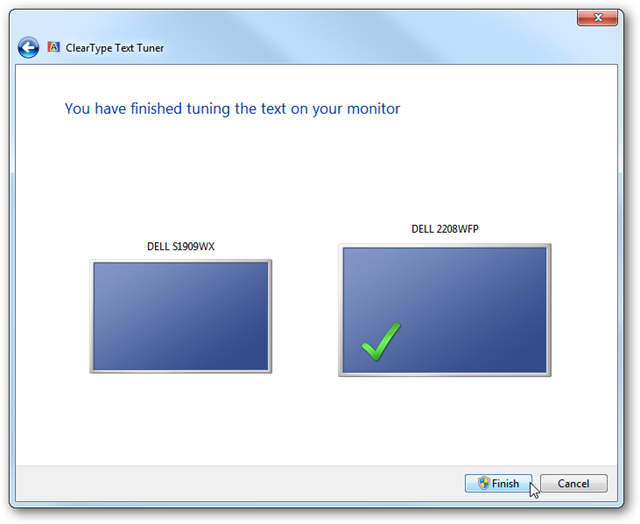 ClearType Text Tuner
You have finished tuning the text on your monitor
DELL 2208WFP
DELL S1909WX
Finish
Cancel